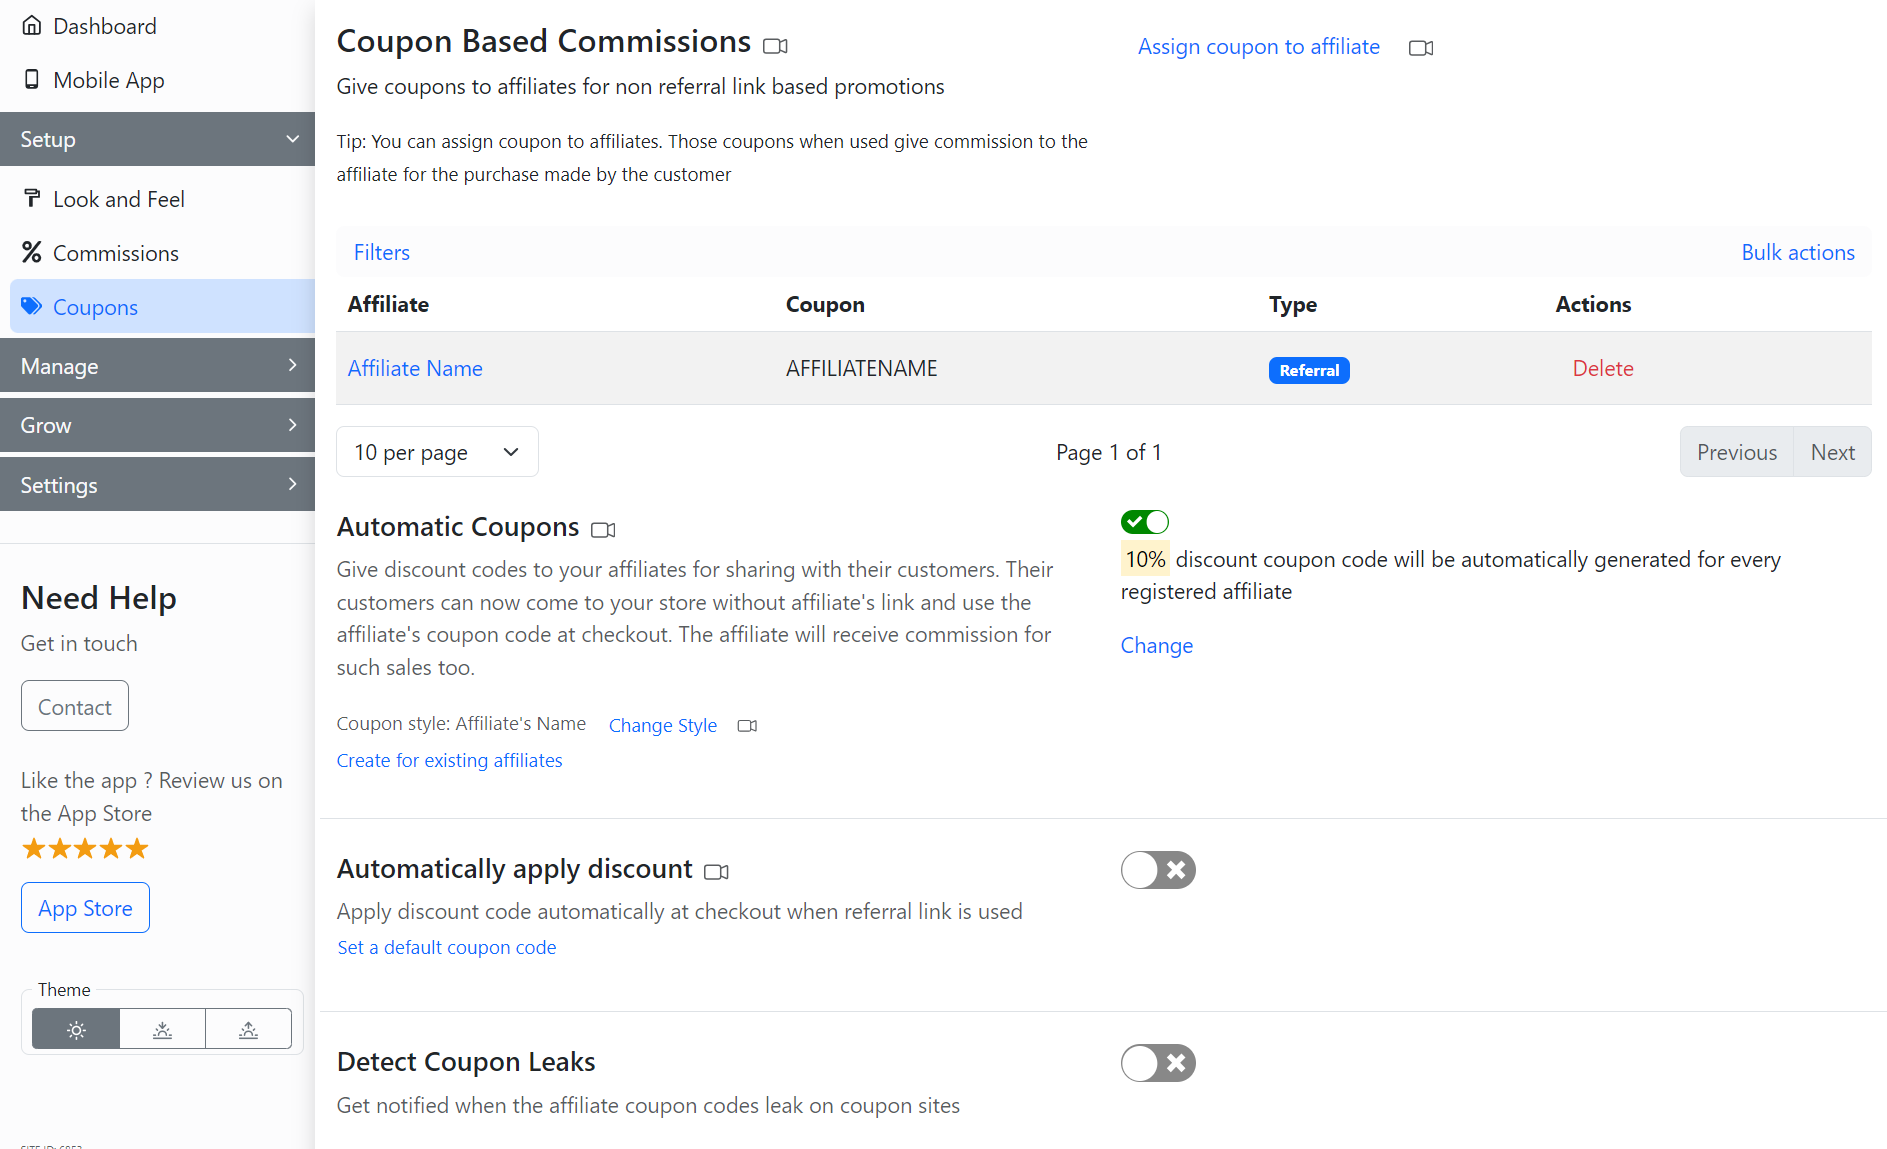 Dashboard
Mobile App
Setup
Look and Feel
Commissions
Coupons
Manage
Grow
Settings
Need Help
Get in touch
Contact
Like the app ? Review us on
the App Store
App Store
Theme
Coupon Based Commissions
Assign coupon to affiliate
Give coupons to affiliates for non referral link based promotions
Tip: You can assign coupon to affiliates. Those coupons when used give commission to the
affiliate for the purchase made by the customer
Filters
Bulk actions
Affiliate Coupon Type Actions
Affiliate Name AFFILIATENAME Referral Delete
10 per page
Page 1 of 1
Previous Next
Automatic Coupons
Give discount codes to your affiliates for sharing with their customers. Their
customers can now come to your store without affiliate's link and use the
affiliate's coupon code at checkout. The affiliate will receive commission for
such sales too.
Coupon style: Affiliate's Name Change Style
Create for existing affiliates
10% discount coupon code will be automatically generated for every
registered affiliate
Change
Automatically apply discount
Apply discount code automatically at checkout when referral link is used
Set a default coupon code
Detect Coupon Leaks
Get notified when the affiliate coupon codes leak on coupon sites